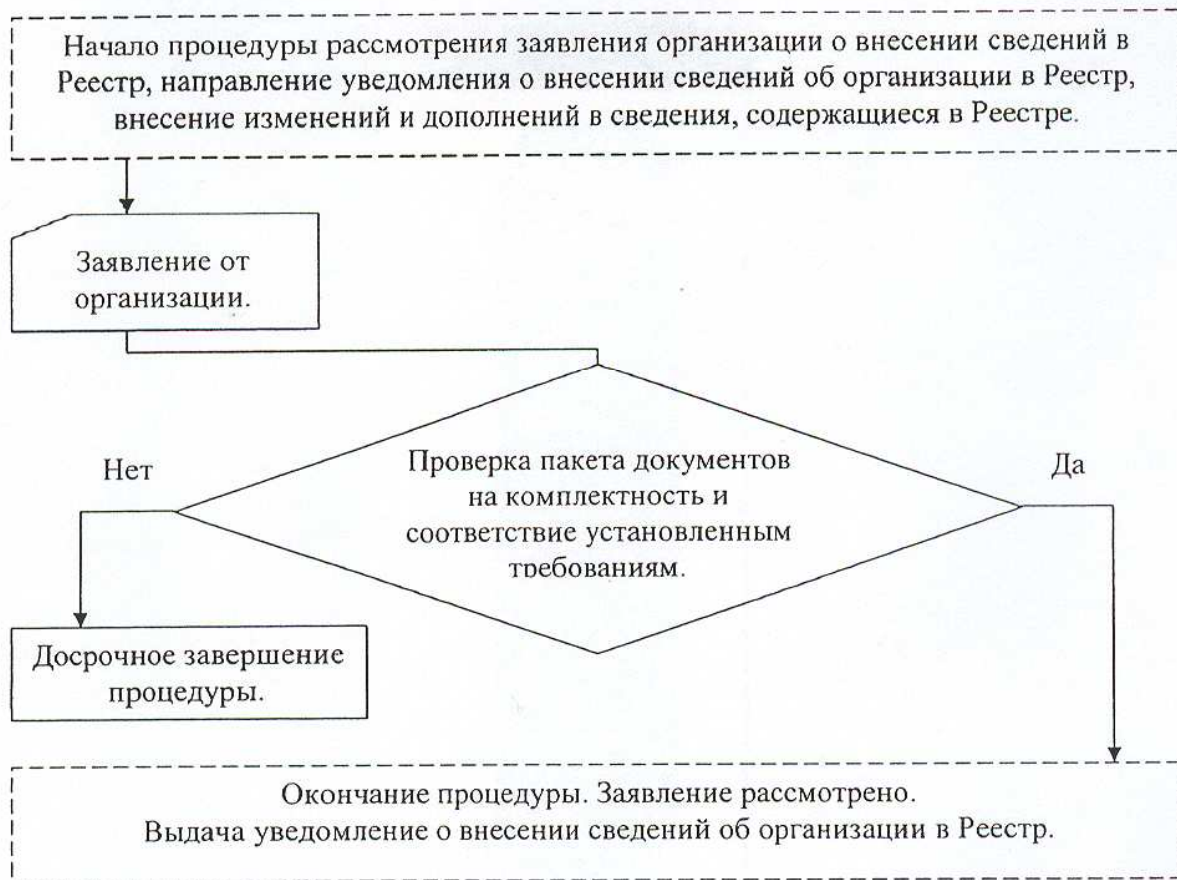 Начало процедуры рассмотрения заявления организации о внесении сведений в
Реестр, направление уведомления о внесении сведений об организации в Реестр,
внесение изменений и дополнений в сведения, содержащиеся в Реестре.
Заявление от
организации.
Нет
Проверка пакета документов
на комплектность и
соответствие установленным
требованиям.
Да
Досрочное завершение
процедуры.
Окончание процедуры. Заявление рассмотрено.
Выдача уведомление о внесении сведений об организации в Реестр.